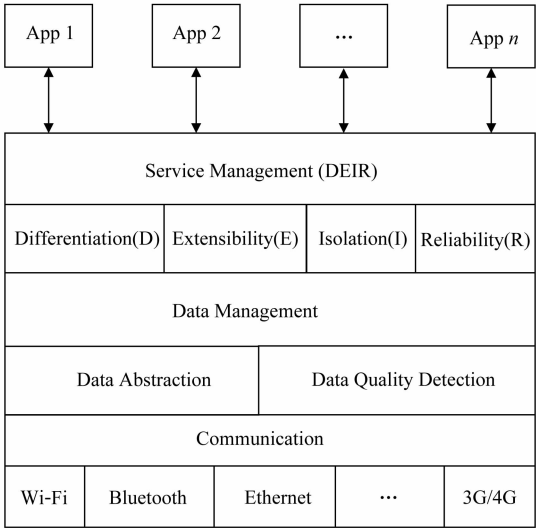 App 1
App 2
...
App n
Service Management (DEIR)
Differentiation(D)
Extensibility(E)
Isolation(I)
Reliability(R)
Data Management
Data Abstraction
Data Quality Detection
Communication
Wi-Fi
Bluetooth
Ethernet
...
3G/4G